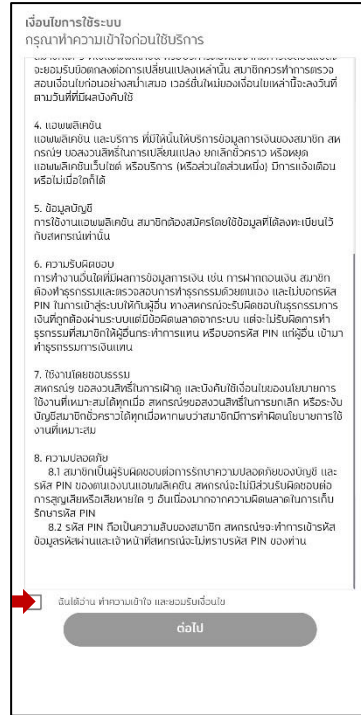 เงื่อนไขการใช้ระบบ
กรุณาทำความเข้าใจก่อนใช้บริการ
จะยอมรับข้อตกลงต่อการเปลี่ยนแปลงเหล่านั้น สมาชิกควรทำการตรวจ
สอบเงื่อนไขก่อนอย่างสม่ำเสมอ เวอร์ชั่นใหม่ของเงื่อนไขเหล่านี้จะลงวันที่
ตามวันที่ที่มีผลบังคับใช้
4. แอพพลิเคชัน
แอพพลิเคชัน และบริการ ที่มีให้นั้นให้บริการข้อมูลการเงินของสมาชิก สห
กรณ์ฯ ขอสงวนสิทธิ์ในการเปลี่ยนแปลง ยกเลิกชั่วคราว หรือหยุด
แอพพลิเคชันเว็บไซต์ หรือบริการ (หรือส่วนใดส่วนหนึ่ง) มีการแจ้งเตือน
หรือไม่เมื่อใดก็ได้
5. ข้อมูลบัญชี
การใช้งานแอพพลิเคชัน สมาชิกต้องสมัครโดยใช้ข้อมูลที่ได้ลงทะเบียนไว้
กับสหกรณ์เท่านั้น
6. ความรับผิดชอบ
การทำงานอื่นใดที่มีผลการข้อมูลการเงิน เช่น การฝากถอนเงิน สมาชิก
ต้องทำธุรกรรมและตรวจสอบการทำธุรกรรมด้วยตนเอง และไม่บอกรหัส
PIN ในการเข้าสู่ระบบให้กับผู้อื่น ทางสหกรณ์จะรับผิดชอบในธุรกรรมการ
เงินที่ถูกต้องผ่านระบบแต่มีข้อผิดพลาดจากระบบ แต่จะไม่รับผิดการทำ
ธุรกรรมที่สมาชิกให้ผู้อื่นกระทำการแทน หรือบอกรหัส PIN แก่ผู้อื่น เข้ามา
ทำธุรกรรมการเงินแทน
7. ใช้งานโดยชอบธรรม
สหกรณ์ฯ ขอสงวนสิทธิ์ในการเฝ้าดู และบังคับใช้เงื่อนไขของนโยบายการ
ใช้งานที่เหมาะสมได้ทุกเมื่อ สหกรณ์ฯขอสงวนสิทธิ์ในการยกเลิก หรือระงับ
บัญชีสมาชิกชั่วคราวได้ทุกเมื่อหากพบว่าสมาชิกมีการทำผิดนโยบายการใช้
งานที่เหมาะสม
8. ความปลอดภัย
8.1 สมาชิกเป็นผู้รับผิดชอบต่อการรักษาความปลอดภัยของบัญชี และ
รหัส PIN ของตนเองบนแอพพลิเคชัน สหกรณ์จะไม่มีส่วนรับผิดชอบต่อ
การสูญเสียหรือเสียหายใด ๆ อันเนื่องมาจากความผิดพลาดในการเก็บ
รักษารหัส PIN
8.2 รหัส PIN ถือเป็นความลับของสมาชิก สหกรณ์ฯจะทำการเข้ารหัส
ข้อมูลรหัสผ่านและเจ้าหน้าที่สหกรณ์จะไม่ทราบรหัส PIN ของท่าน
ฉันได้อ่าน ทำความเข้าใจ และยอมรับเงื่อนไข
ต่อไป